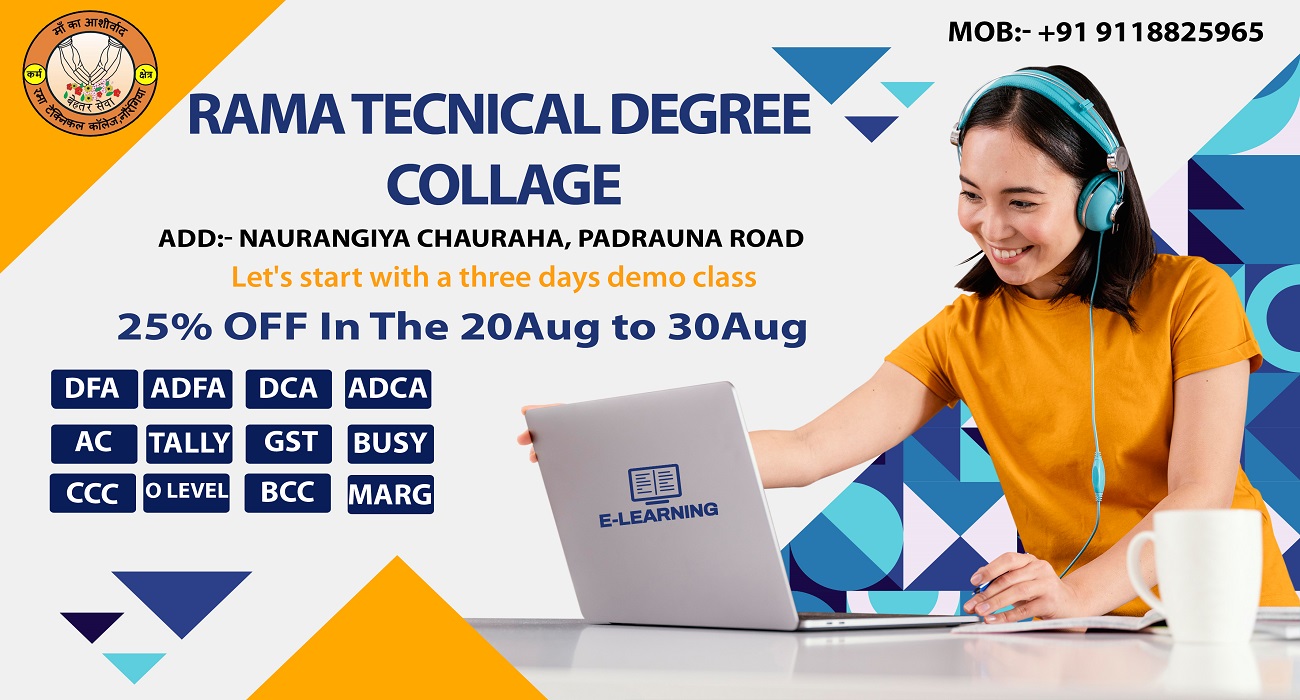 माँ का आशीर्वाद
कर्म
क्षेत्र
बेहतर सेवा
रमा टेक्निकल कॉलेज,नौरंगिया
MOB:- +91 9118825965
RAMA TECNICAL DEGREE
COLLAGE
ADD:- NAURANGIYA CHAURAHA, PADRAUNA ROAD
Let's start with a three days demo class
25% OFF In The 20Aug to 30Aug
DFA ADFA DCA ADCA
AC TALLY GST BUSY
CCC O LEVEL BCC MARG
E-LEARNING